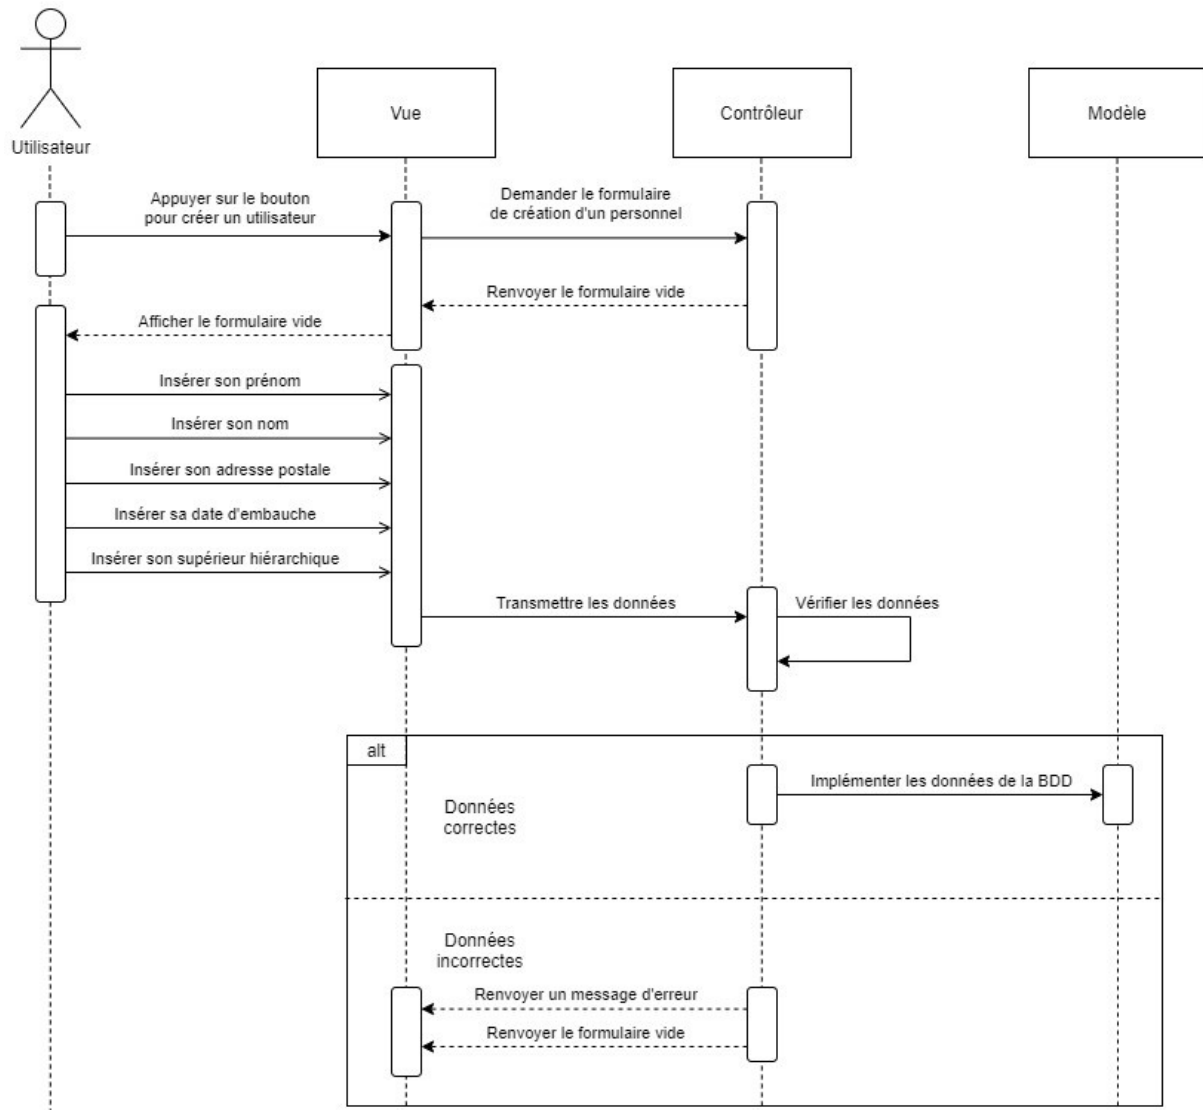 Utilisateur
Vue
Contrôleur
Modèle
Appuyer sur le bouton
pour créer un utilisateur
Demander le formulaire
de création d'un personnel
Renvoyer le formulaire vide
Afficher le formulaire vide
Insérer son prénom
Insérer son nom
Insérer son adresse postale
Insérer sa date d'embauche
Insérer son supérieur hiérarchique
Transmettre les données
Vérifier les données
alt
Implémenter les données de la BDD
Données
correctes
Données
incorrectes
Renvoyer un message d'erreur
Renvoyer le formulaire vide